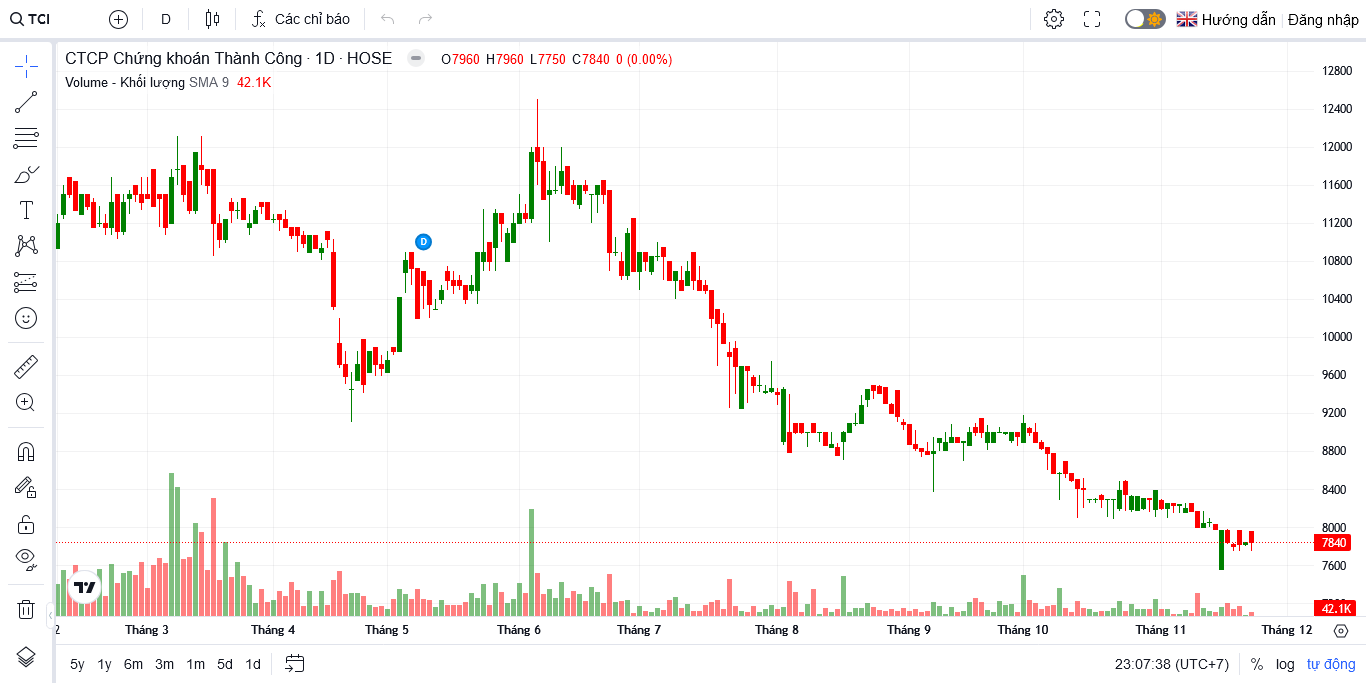 TCI D Các chỉ báo Hướng dẫn Đăng nhập
CTCP Chứng khoán Thành Công · 1D · HOSE O7960 H7960 L7750 C7840 0 (0.00%)
Volume - Khối lượng SMA 9 42.1K
D
12800
12400
12000
11600
11200
10800
10400
10000
9600
9200
8800
8400
8000
7840
7600
42.1K
2 Tháng 3 Tháng 4 Tháng 5 Tháng 6 Tháng 7 Tháng 8 Tháng 9 Tháng 10 Tháng 11 Tháng 12
5y 1y 6m 3m 1m 5d 1d 23:07:38 (UTC+7) % log tự động